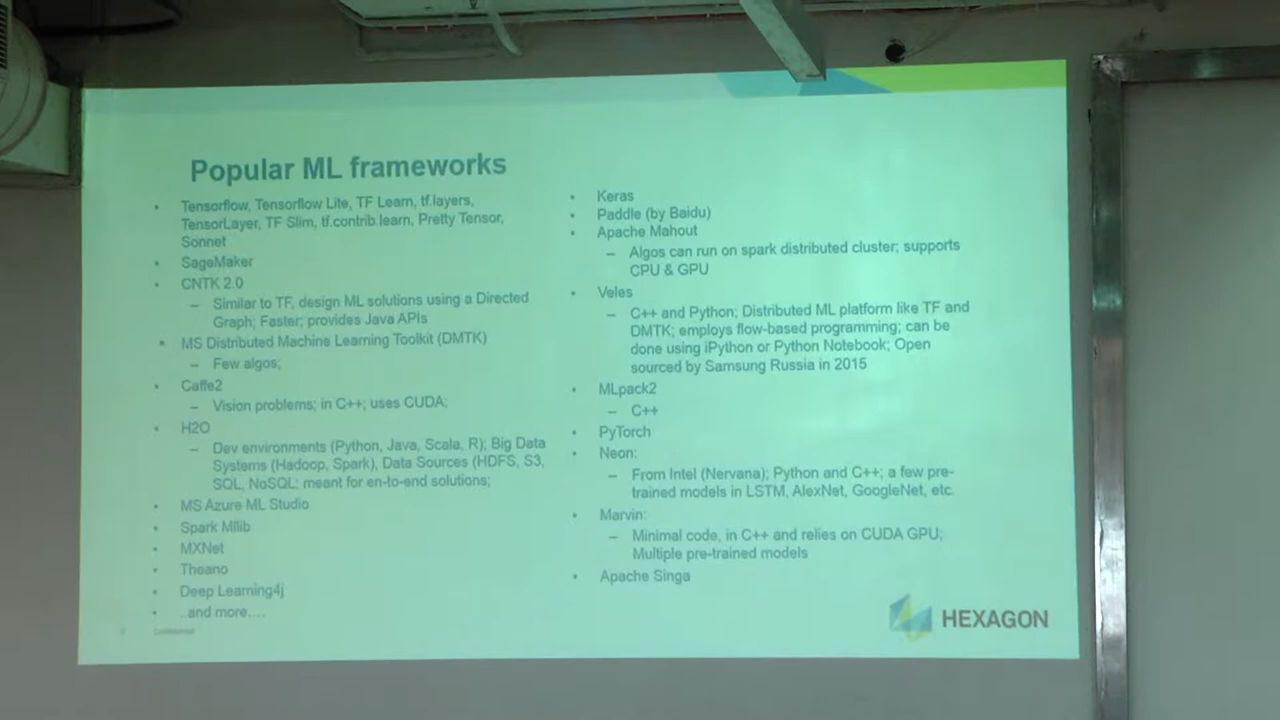 Popular ML frameworks
• Tensorflow, Tensorflow Lite, TF Learn, tf.layers,
TensorLayer, TF Slim, tf.contrib.learn, Pretty Tensor,
Sonnet
• SageMaker
• CNTK 2.0
– Similar to TF, design ML solutions using a Directed
Graph; Faster; provides Java APIs
• MS Distributed Machine Learning Toolkit (DMTK)
– Few algos;
• Caffe2
– Vision problems; in C++; uses CUDA;
• H2O
– Dev environments (Python, Java, Scala, R); Big Data
Systems (Hadoop, Spark), Data Sources (HDFS, S3,
SQL, NoSQL; meant for en-to-end solutions;
• MS Azure ML Studio
• Spark Mllib
• MXNet
• Theano
• Deep Learning4j
• ..and more....
• Keras
• Paddle (by Baidu)
• Apache Mahout
– Algos can run on spark distributed cluster; supports
CPU & GPU
• Veles
– C++ and Python; Distributed ML platform like TF and
DMTK; employs flow-based programming; can be
done using iPython or Python Notebook; Open
sourced by Samsung Russia in 2015
• MLpack2
– C++
• PyTorch
• Neon:
– From Intel (Nervana); Python and C++; a few pre-
trained models in LSTM, AlexNet, GoogleNet, etc.
• Marvin:
– Minimal code, in C++ and relies on CUDA GPU;
Multiple pre-trained models
• Apache Singa
Confidential
HEXAGON